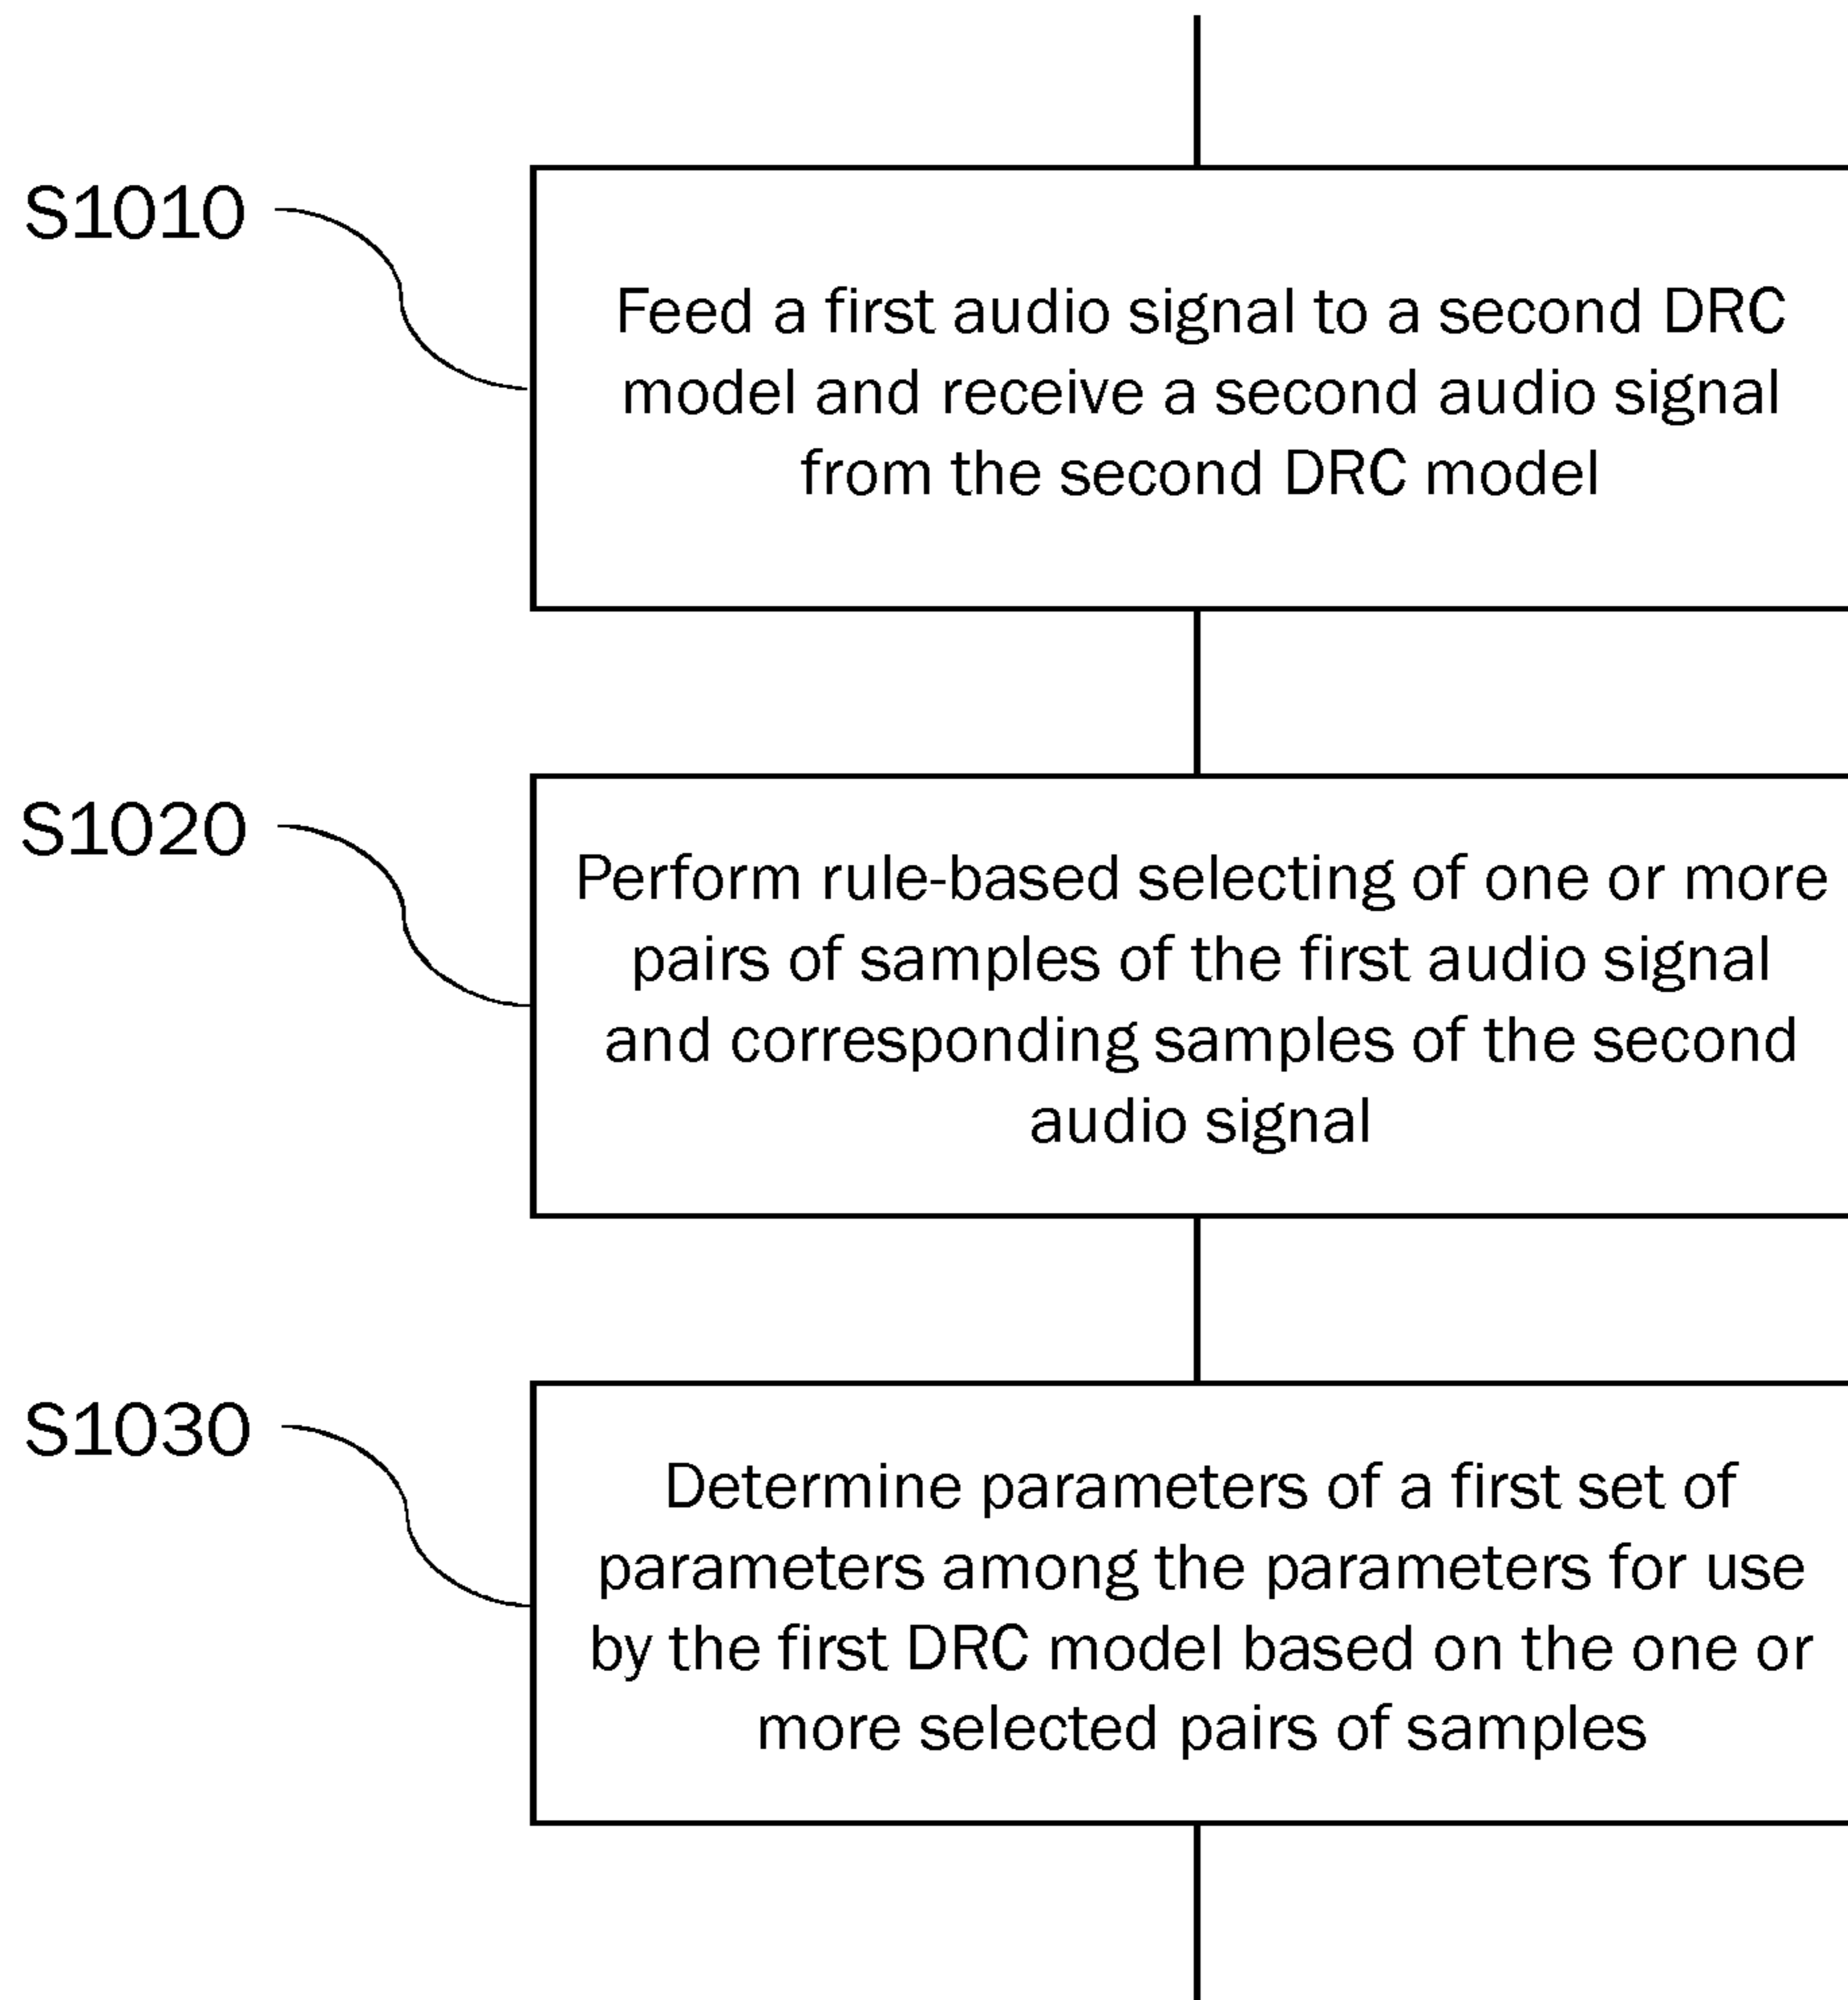 S1010
Feed a first audio signal to a second DRC
model and receive a second audio signal
from the second DRC model
S1020
Perform rule-based selecting of one or more
pairs of samples of the first audio signal
and corresponding samples of the second
audio signal
S1030
Determine parameters of a first set of
parameters among the parameters for use
by the first DRC model based on the one or
more selected pairs of samples